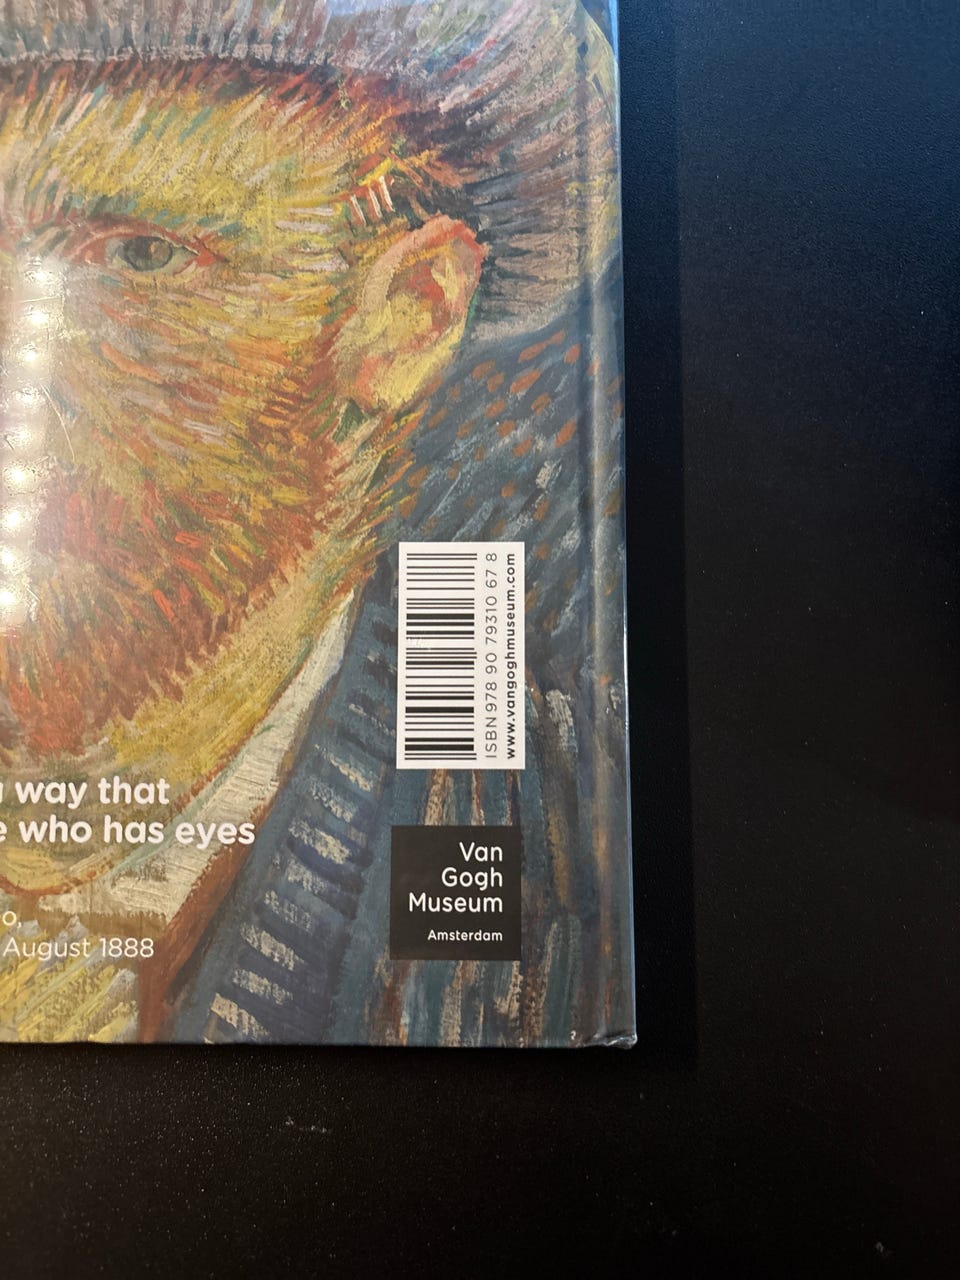 ISBN 978 90 79310 67 8
www.vangoghmuseum.com
way that
who has eyes
o,
August 1888
Van
Gogh
Museum
Amsterdam